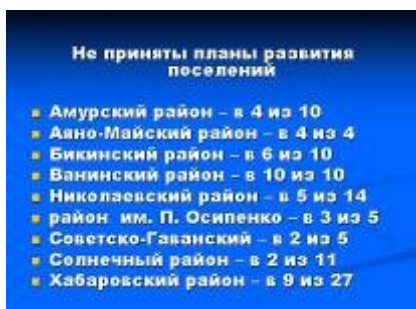 Не приняты планы развития
поселений
Амурский район – в 4 из 10
Аяно-Майский район – в 4 из 4
Бикинский район – в 6 из 10
Ванинский район – в 10 из 10
Николаевский район – в 5 из 14
район им. П. Осипенко – в 3 из 5
Советско-Гаванский – в 2 из 5
Солнечный район – в 2 из 11
Хабаровский район – в 9 из 27